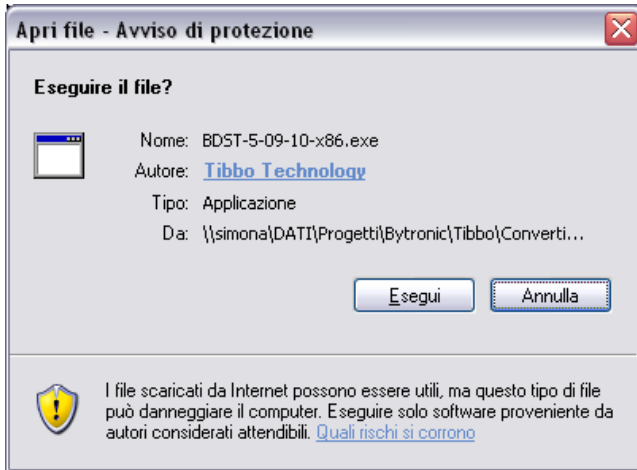 Apri file - Avviso di protezione
Eseguire il file?
Nome: BDST-5-09-10-x86.exe
Autore: Tibbo Technology
Tipo: Applicazione
Da: \\simona\DATI\Progetti\Bytronic\Tibbo\Converti...
Esegui Annulla
I file scaricati da Internet possono essere utili, ma questo tipo di file
può danneggiare il computer. Eseguire solo software proveniente da
autori considerati attendibili. Quali rischi si corrono